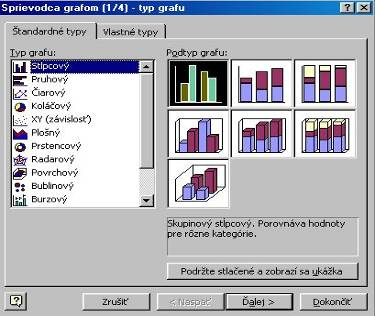 Sprievodca grafom (1/4) - typ grafu
Štandardné typy
Vlastné typy
Typ grafu:
Podtyp grafu:
Stĺpcový
Pruhový
Čiarový
Koláčový
XY (závislosť)
Plošný
Prstencový
Radarový
Povrchový
Bublinový
Burzový
Skupinový stĺpcový. Porovnáva hodnoty
pre rôzne kategórie.
Podržte stlačené a zobrazí sa ukážka
Zrušiť
< Naspäť
Ďalej >
Dokončiť